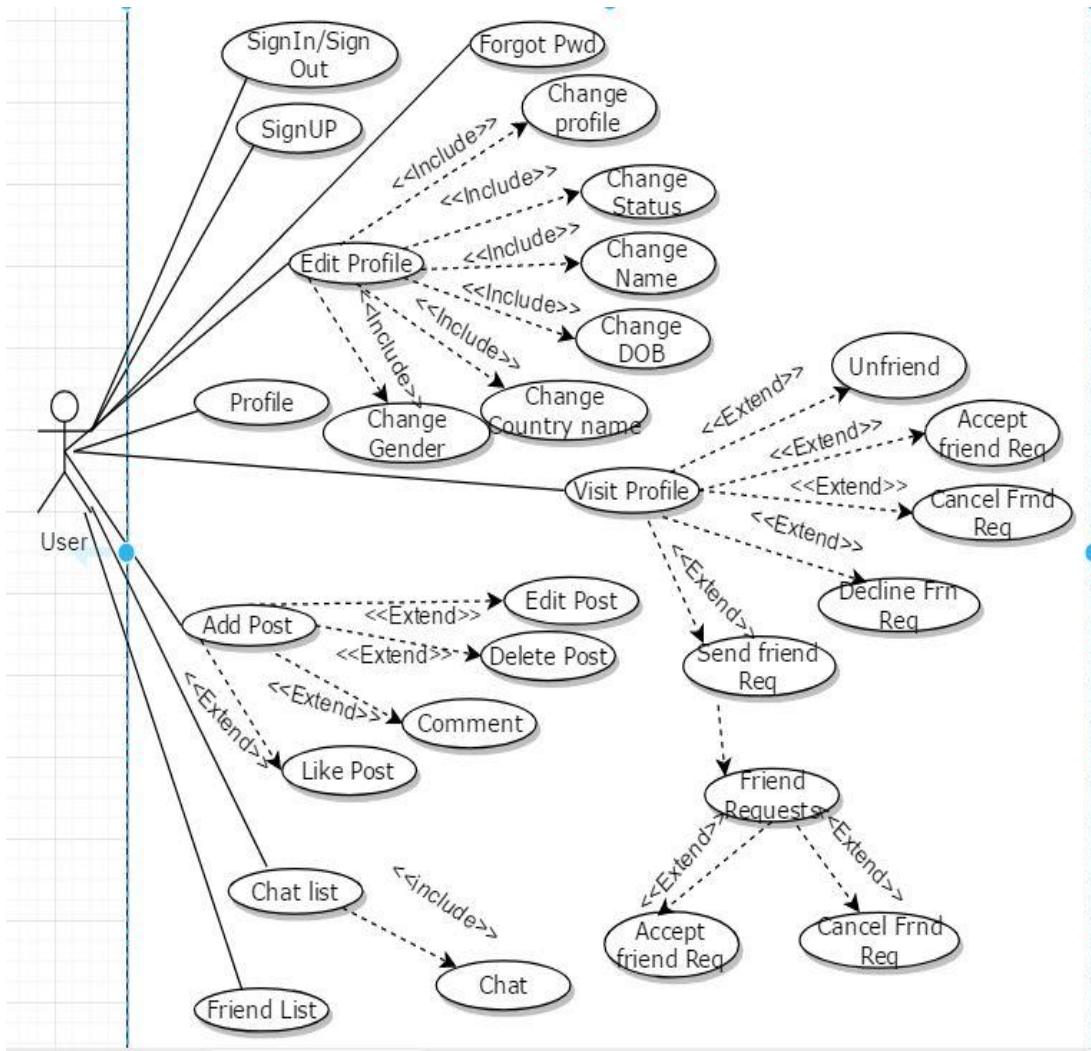 SignIn/Sign
Out
Forgot Pwd
SignUP
Change
profile
<<Include>>
<<Include>>
Change
Status
<<Include>>
Change
Name
Edit Profile
<<Include>>
Change
DOB
<<Include>>
<<Include>>
Change
Gender
Change
Country name
Profile
Unfriend
<<Extend>>
Accept
friend Req
<<Extend>>
Visit Profile
<<Extend>>
Cancel Frnd
Req
<<Extend>>
Decline Frn
Req
<<Extend>>
Send friend
Req
User
Add Post
<<Extend>>
Edit Post
<<Extend>>
Delete Post
<<Extend>>
Comment
<<Extend>>
Like Post
Friend
Requests
<<Extend>>
<<Extend>>
Accept
friend Req
Cancel Frnd
Req
Chat list
<<include>>
Chat
Friend List